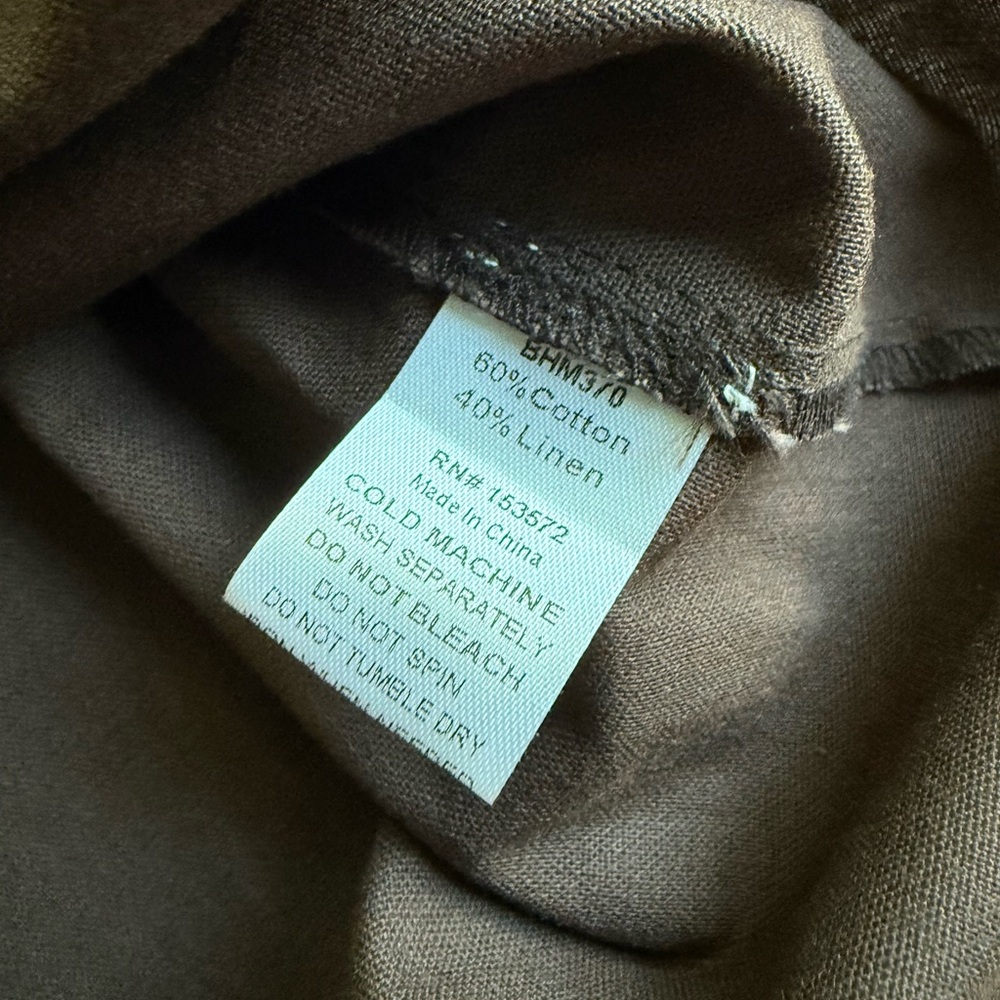 BHM370
60% Cotton
40% Linen
RN# 153572
Made In China
COLD MACHINE
WASH SEPARATELY
DO NOT BLEACH
DO NOT SPIN
DO NOT TUMBLE DRY